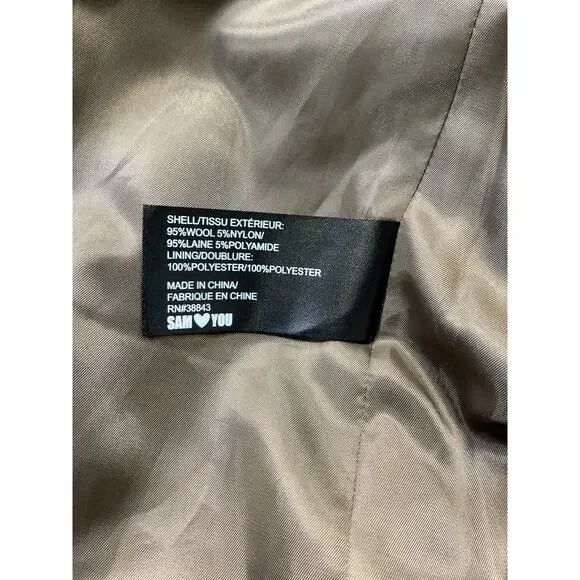 SHELL/TISSU EXTÉRIEUR:
95%WOOL 5%NYLON/
95%LAINE 5%POLYAMIDE
LINING/DOUBLURE:
100%POLYESTER/100%POLYESTER
MADE IN CHINA/
FABRIQUE EN CHINE
RN#38843
SAM♥YOU